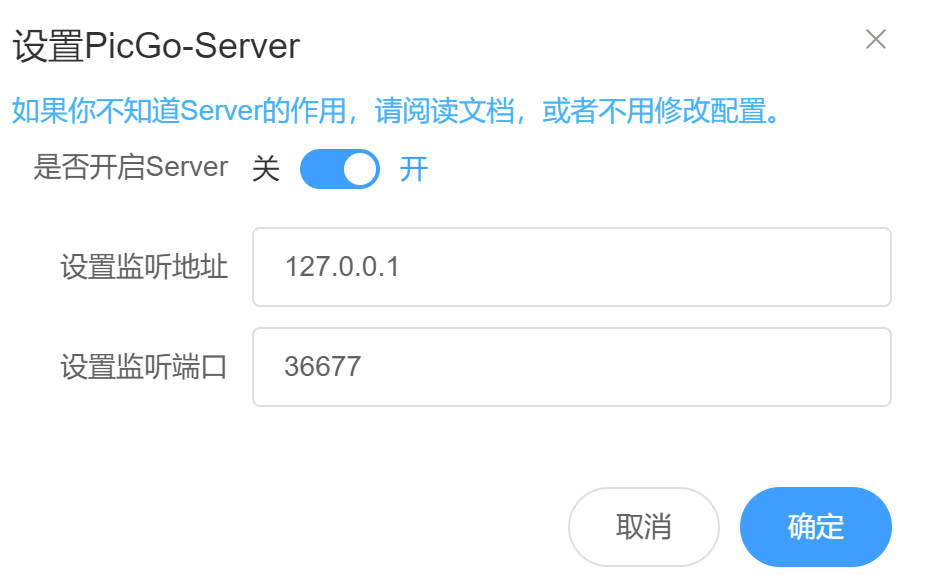 设置PicGo-Server
如果你不知道Server的作用，请阅读文档，或者不用修改配置。
是否开启Server 关 开
设置监听地址 127.0.0.1
设置监听端口 36677
取消 确定